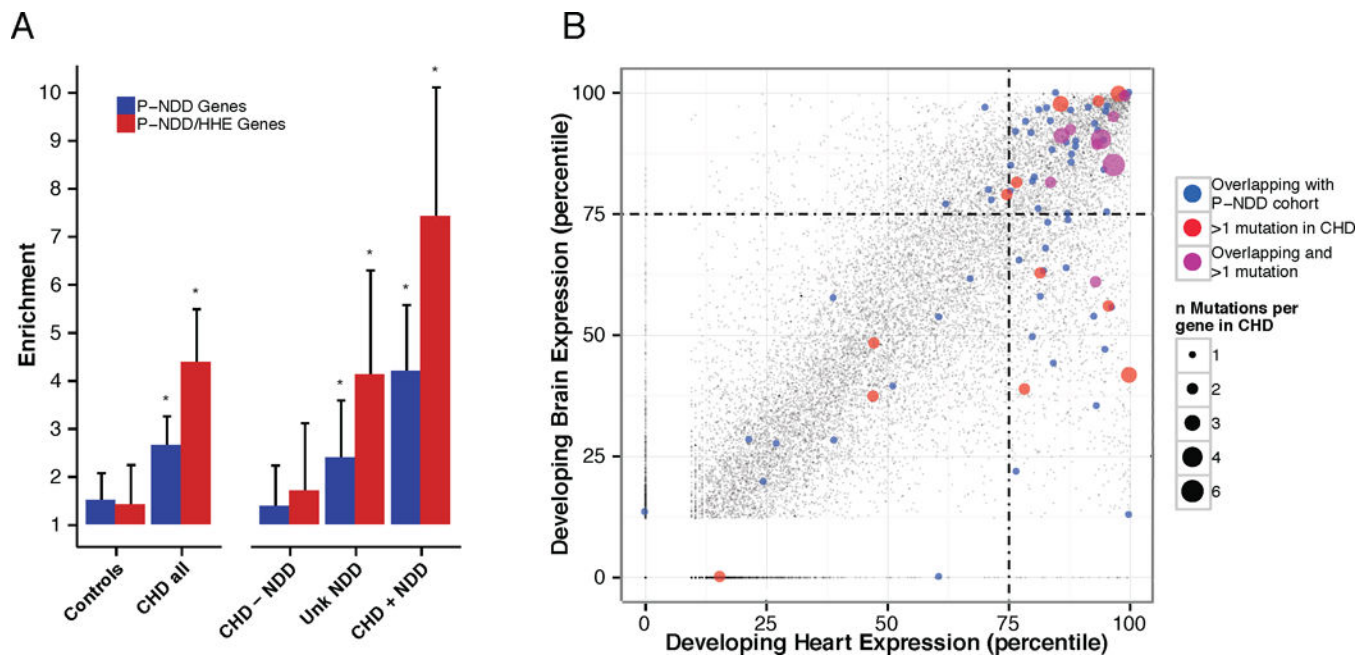 A
Enrichment
10
9
8
7
6
5
4
3
2
1
P-NDD Genes
P-NDD/HHE Genes
*
*
*
*
*
*
Controls
CHD all
CHD - NDD
Unk NDD
CHD + NDD
B
Developing Brain Expression (percentile)
100
75
50
25
0
0
25
50
75
100
Developing Heart Expression (percentile)
Overlapping with
P-NDD cohort
>1 mutation in CHD
Overlapping and
>1 mutation
n Mutations per
gene in CHD
1
2
3
4
6